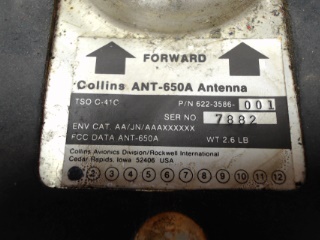 FORWARD
Collins ANT-650A Antenna
TSO C-41C P/N 622-3586-001
SER NO. 7882
ENV CAT. AA/JN/AAAXXXXXX
FCC DATA ANT-650A WT 2.6 LB
Collins Avionics Division/Rockwell International
Cedar Rapids, Iowa 52406 USA
2 3 4 5 6 7 8 9 10 11 12